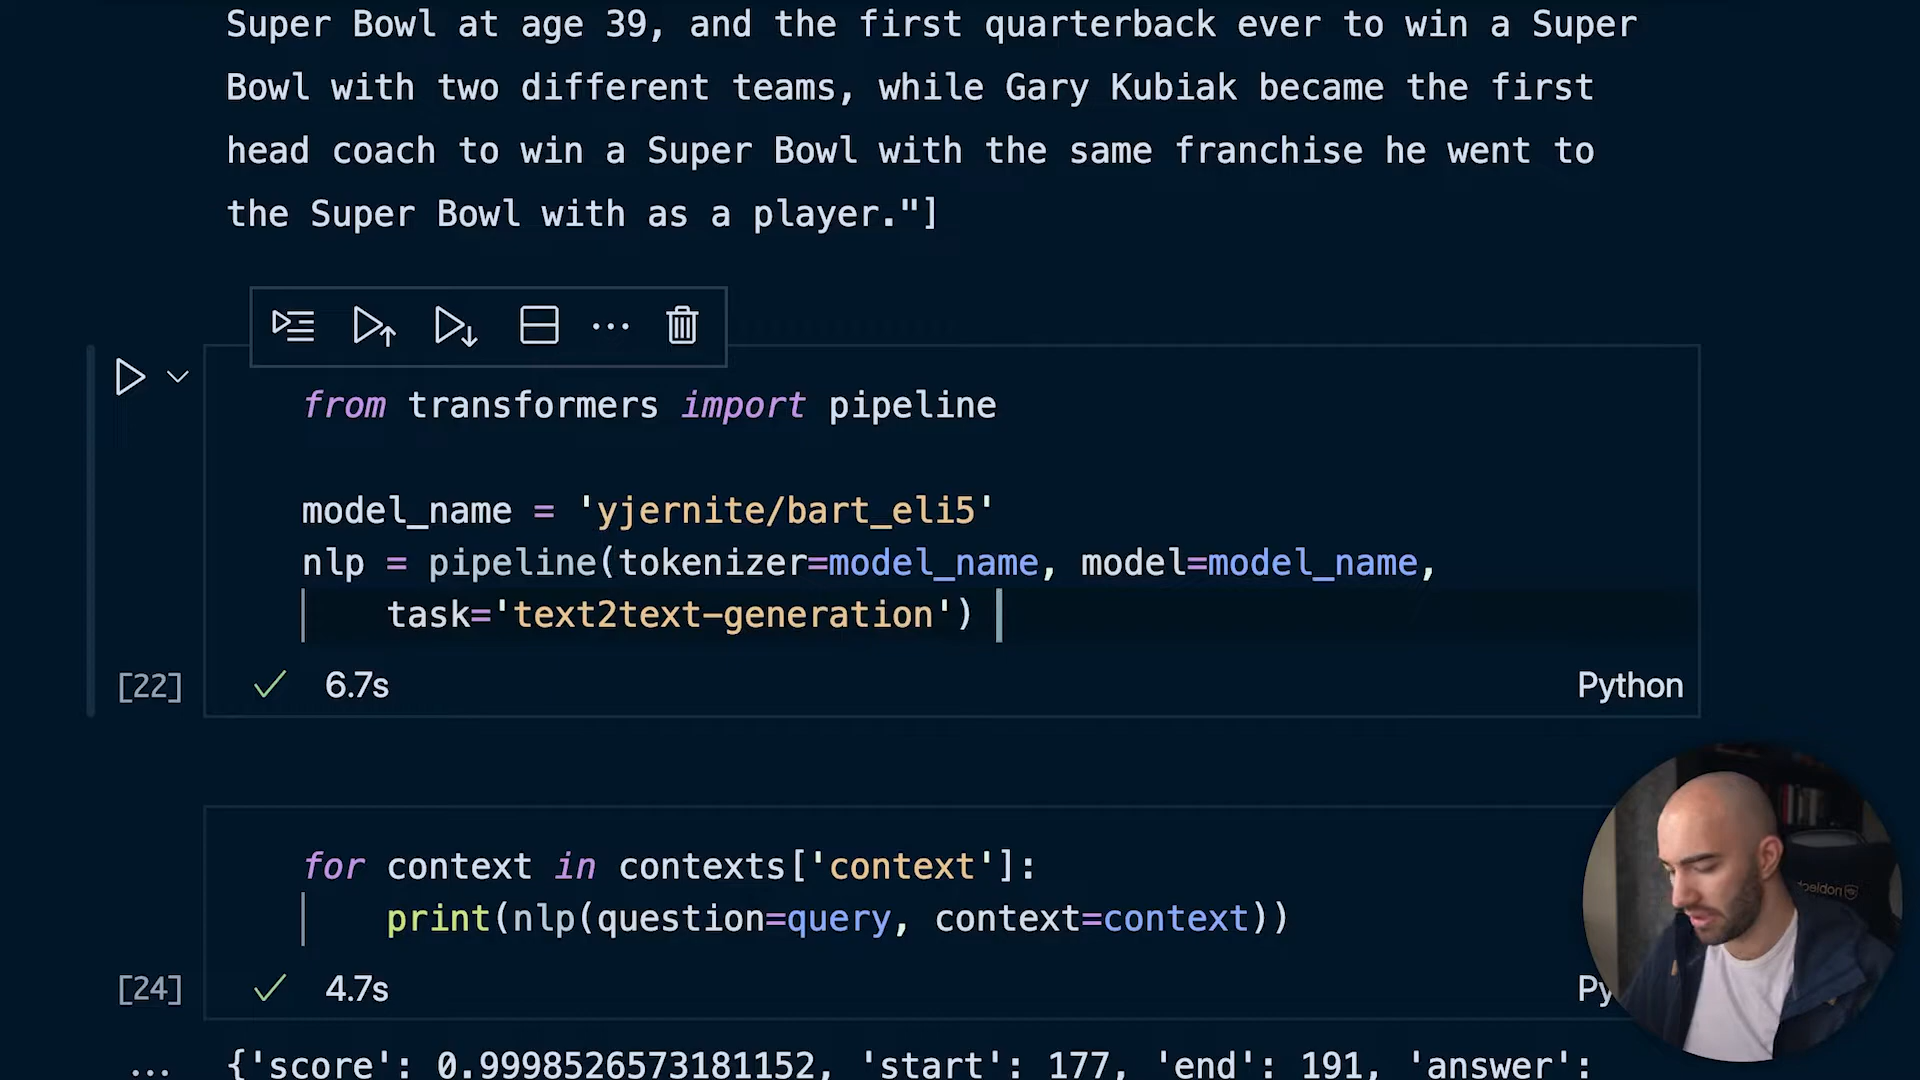 Super Bowl at age 39, and the first quarterback ever to win a Super
Bowl with two different teams, while Gary Kubiak became the first
head coach to win a Super Bowl with the same franchise he went to
the Super Bowl with as a player."]
from transformers import pipeline
model_name = 'yjernite/bart_eli5'
nlp = pipeline(tokenizer=model_name, model=model_name,
task='text2text-generation')
[22] 6.7s Python
for context in contexts['context']:
print(nlp(question=query, context=context))
[24] 4.7s Py
... {'score': 0.9998526573181152, 'start': 177, 'end': 191, 'answer':